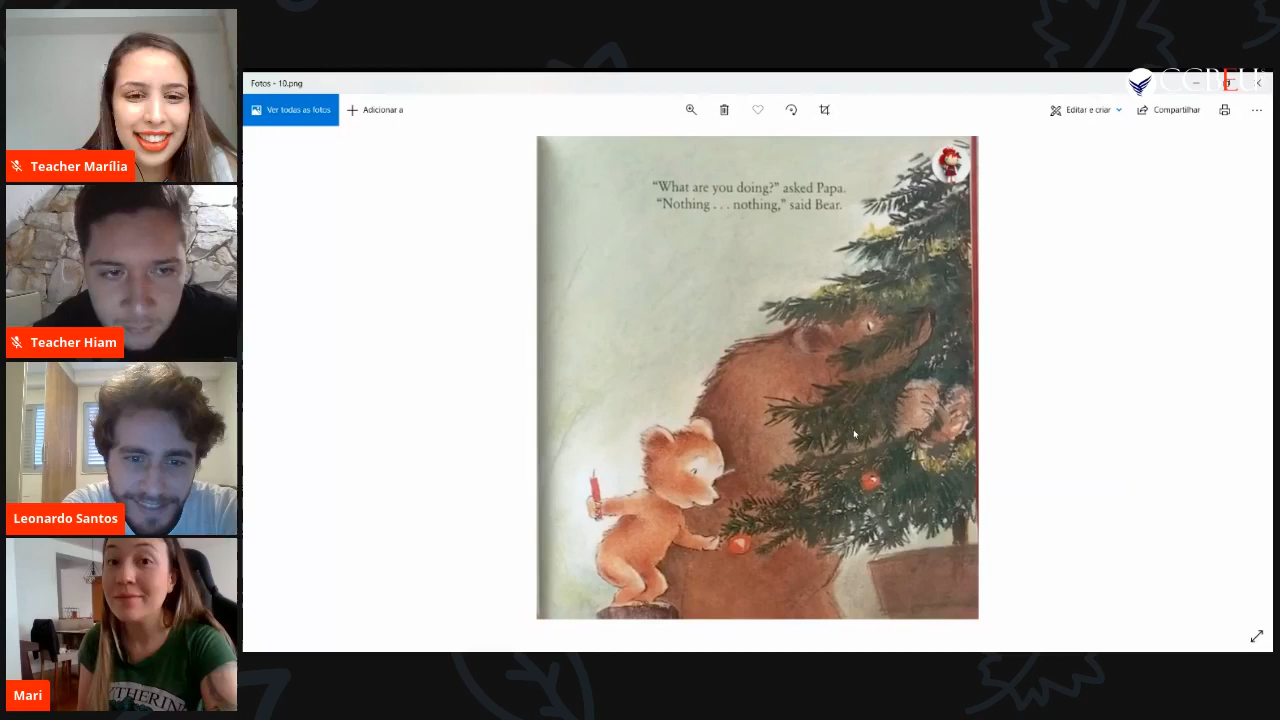 Teacher Marília
Teacher Hiam
Leonardo Santos
Mari
Fotos - 10.png
CCBEU
Ver todas as fotos
Adicionar a
Editar e criar
Compartilhar
“What are you doing?” asked Papa.
“Nothing . . . nothing,” said Bear.